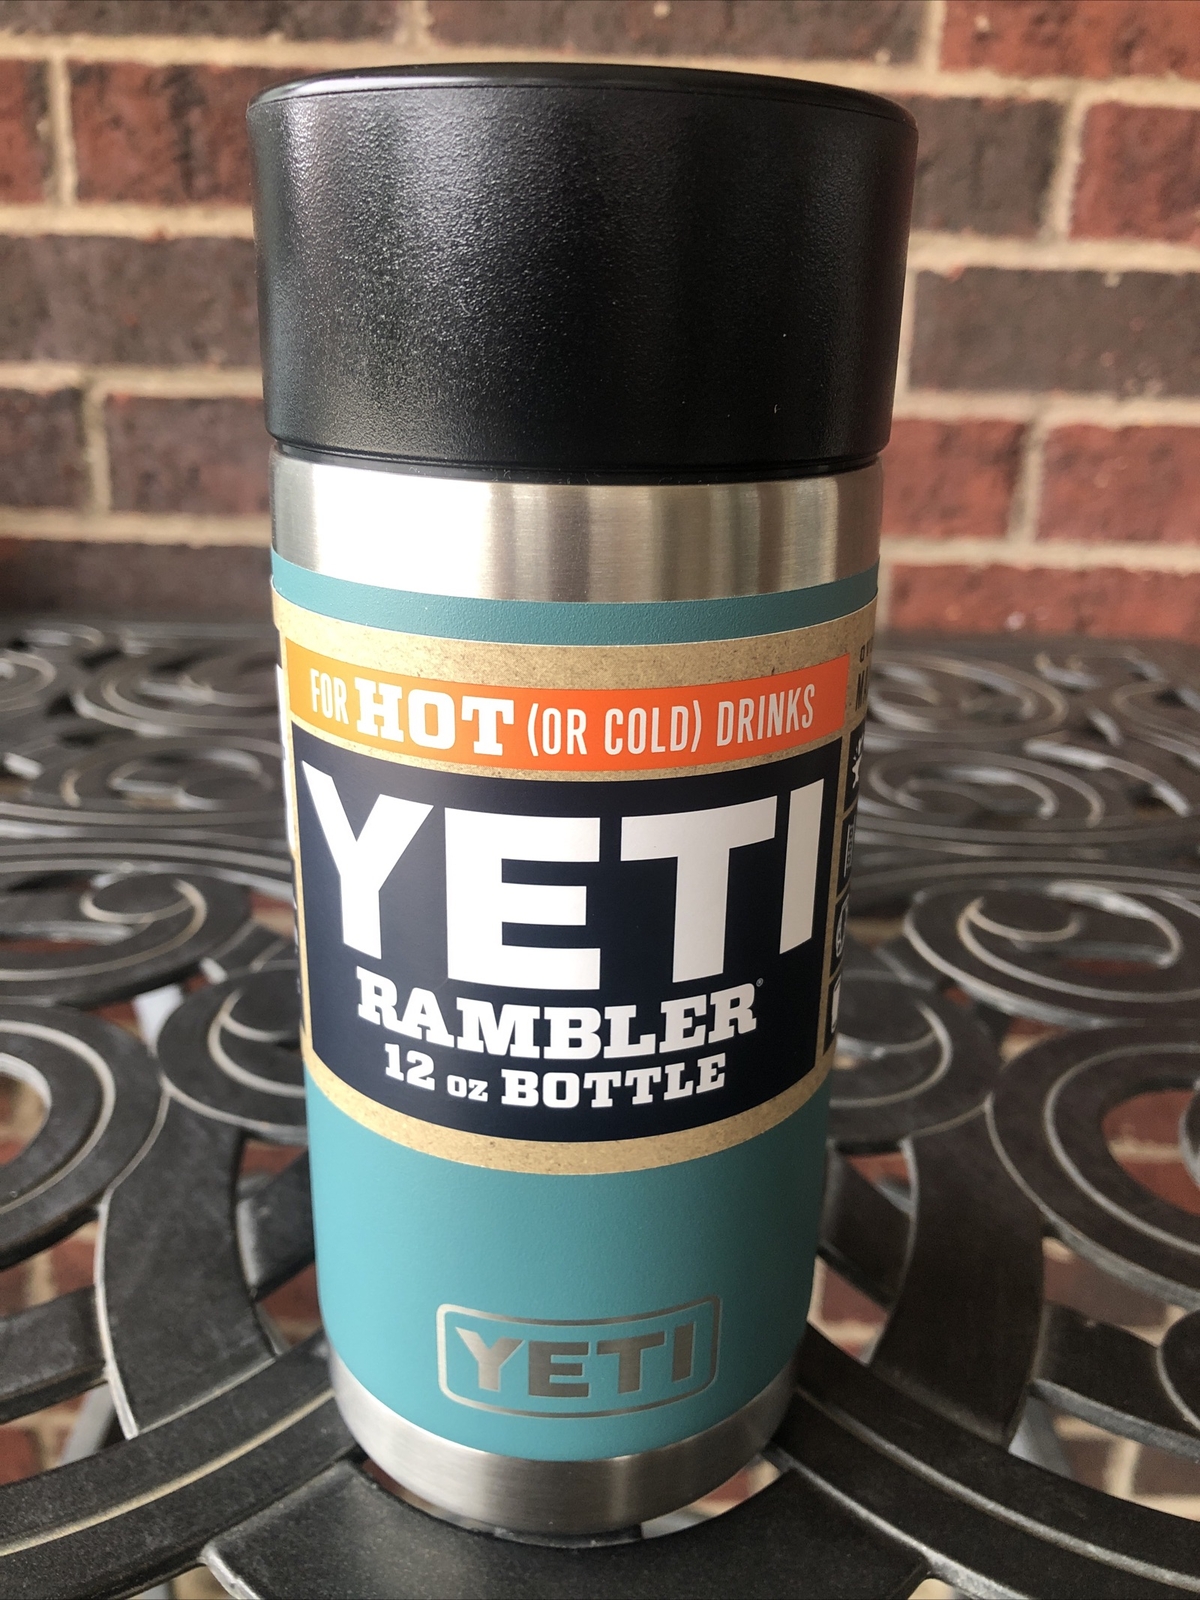 FOR HOT (OR COLD) DRINKS
YETI
RAMBLER®
12 oz BOTTLE
YETI